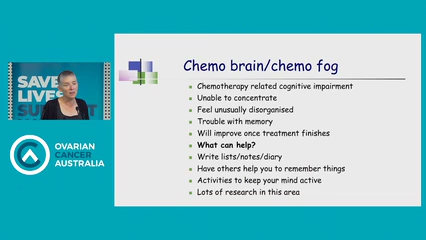 Chemo brain/chemo fog
Chemotherapy related cognitive impairment
Unable to concentrate
Feel unusually disorganised
Trouble with memory
Will improve once treatment finishes
What can help?
Write lists/notes/diary
Have others help you to remember things
Activities to keep your mind active
Lots of research in this area
SAVE
LIVES
OVARIAN
CANCER
AUSTRALIA